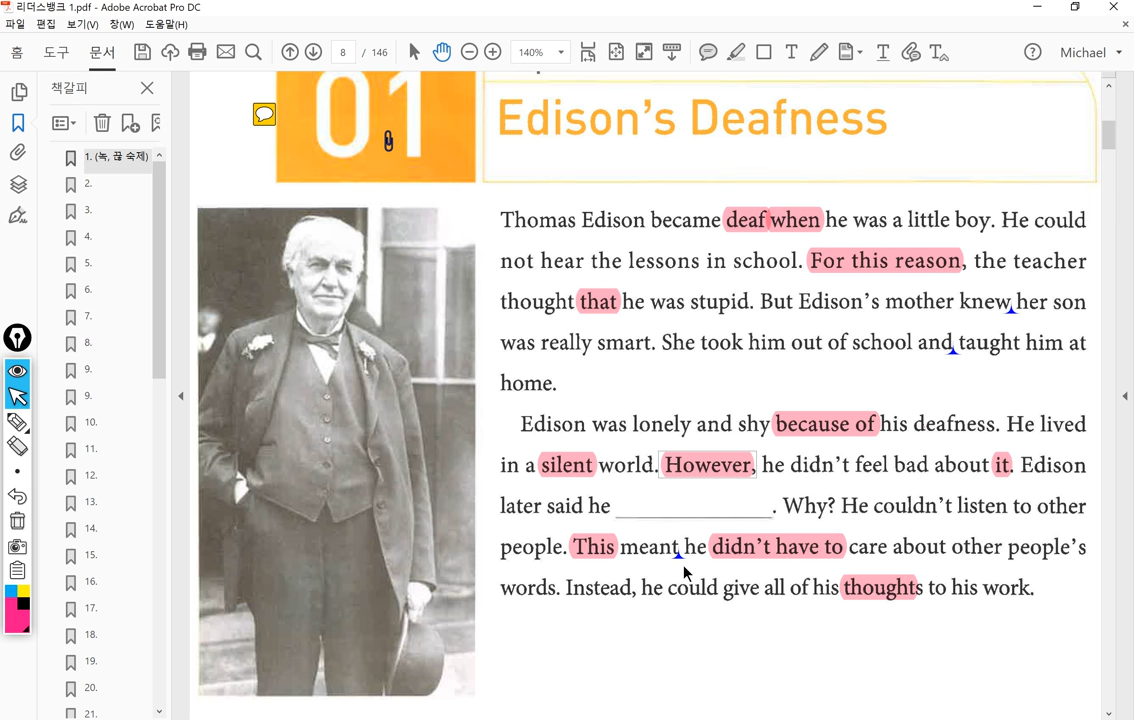 리더스뱅크 1.pdf - Adobe Acrobat Pro DC
파일 편집 보기(V) 창(W) 도움말(H)
홈 도구 문서 8 / 146 140% Michael
책갈피
1. (녹, 끊 숙제)
2.
3.
4.
5.
6.
7.
8.
9.
9.
10.
11.
12.
13.
14.
15.
16.
17.
18.
19.
20.
21.
01
Edison's Deafness
Thomas Edison became deaf when he was a little boy. He could
not hear the lessons in school. For this reason, the teacher
thought that he was stupid. But Edison's mother knew her son
was really smart. She took him out of school and taught him at
home.
Edison was lonely and shy because of his deafness. He lived
in a silent world. However, he didn't feel bad about it. Edison
later said he ______________. Why? He couldn't listen to other
people. This meant he didn't have to care about other people's
words. Instead, he could give all of his thoughts to his work.